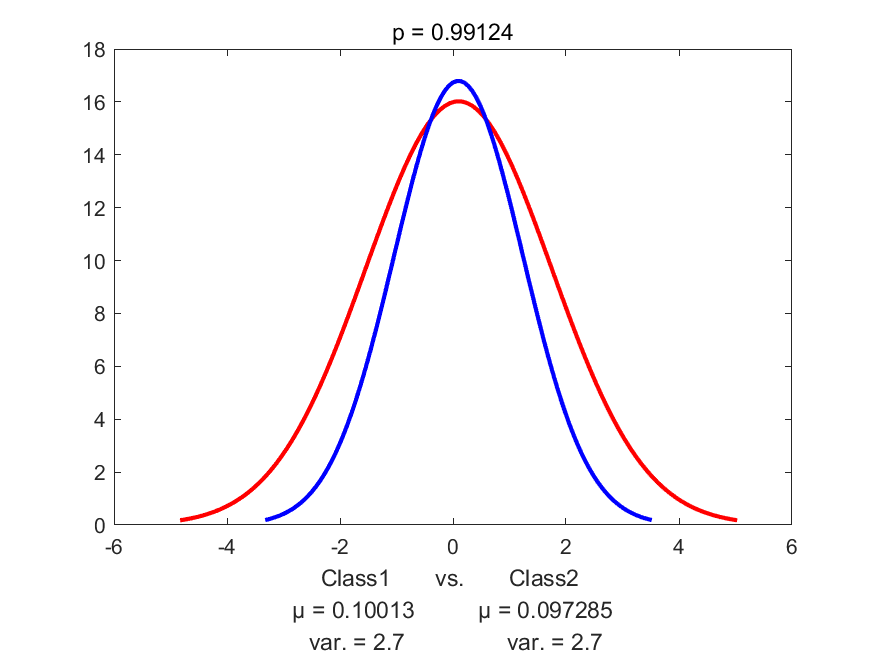 p = 0.99124
18
16
14
12
10
8
6
4
2
0
-6 -4 -2 0 2 4 6
Class1 vs. Class2
μ = 0.10013 μ = 0.097285
var. = 2.7 var. = 2.7